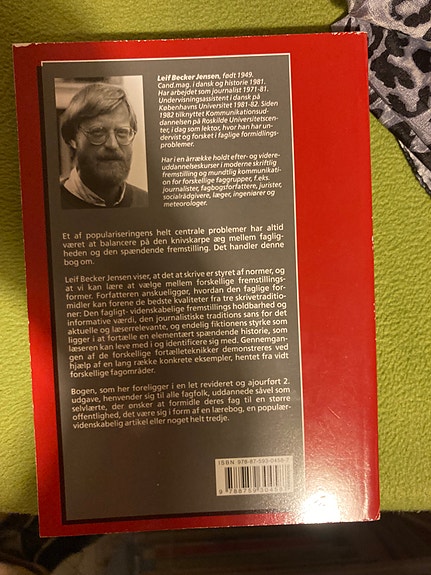 Leif Becker Jensen, født 1949.
Cand.mag. i dansk og historie 1981.
Har arbejdet som journalist 1971-81.
Undervisningsassistent i dansk på
Københavns Universitet 1981-82. Siden
1982 tilknyttet Kommunikationsud-
dannelsen på Roskilde Universitetscen-
ter, i dag som lektor, hvor han har un-
dervist og forsket i faglige formidlings-
problemer.
Har i en årrække holdt efter- og videre-
uddannelseskurser i moderne skriftlig
fremstilling og mundtlig kommunikati-
on for forskellige faggrupper, f.eks.
journalister, fagbogsforfattere, jurister,
socialrådgivere, læger, ingeniører og
meteorologer.
Et af populariseringens helt centrale problemer har altid
været at balancere på den knivskarpe æg mellem faglig-
heden og den spændende fremstilling. Det handler denne
bog om.
Leif Becker Jensen viser, at det at skrive er styret af normer, og
at vi kan lære at vælge mellem forskellige fremstillings-
former. Forfatteren anskueliggør, hvordan den faglige for-
midler kan forene de bedste kvaliteter fra tre skrivetraditio-
ner: Den fagligt- videnskabelige fremstillings holdbarhed og
informative værdi, den journalistiske traditions sans for det
aktuelle og læserrelevante, og endelig fiktionens styrke som
ligger i at fortælle en elementært spændende historie, som
læseren kan leve med i og identificere sig med. Gennemgan-
gen af de forskellige fortælleteknikker demonstreres ved
hjælp af en lang række konkrete eksempler, hentet fra vidt
forskellige fagområder.
Bogen, som her foreligger i en let revideret og ajourført 2.
udgave, henvender sig til alle fagfolk, uddannede såvel som
selvlærte, der ønsker at formidle deres fag til en større
offentlighed, det være sig i form af en lærebog, en populær-
videnskabelig artikel eller noget helt tredje.
ISBN 978-87-593-0458-7